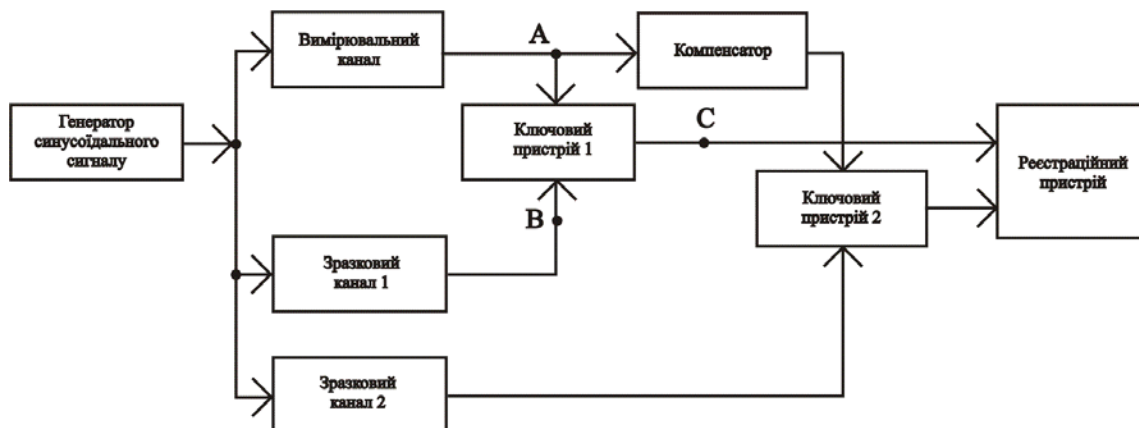 Вимірювальний
канал
A
Компенсатор
Генератор
синусоїдального
сигналу
Ключовий
пристрій 1
C
Реєстраційний
пристрій
Ключовий
пристрій 2
B
Зразковий
канал 1
Зразковий
канал 2